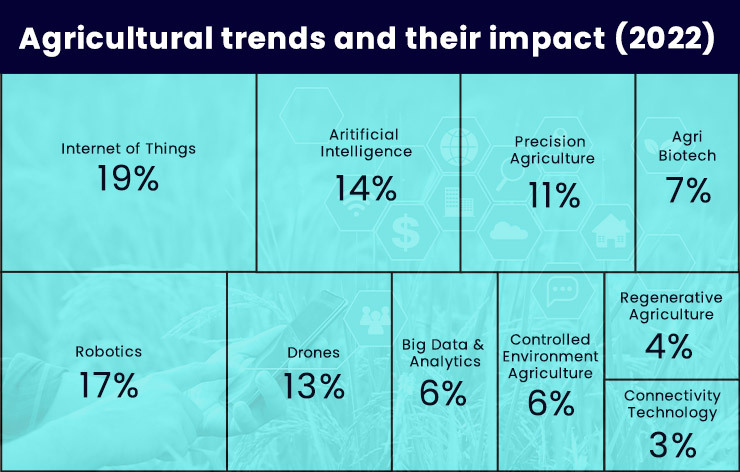 Agricultural trends and their impact (2022)
Internet of Things
19%
Aritificial
Intelligence
14%
Precision
Agriculture
11%
Agri
Biotech
7%
Robotics
17%
Drones
13%
Big Data &
Analytics
6%
Controlled
Environment
Agriculture
6%
Regenerative
Agriculture
4%
Connectivity
Technology
3%